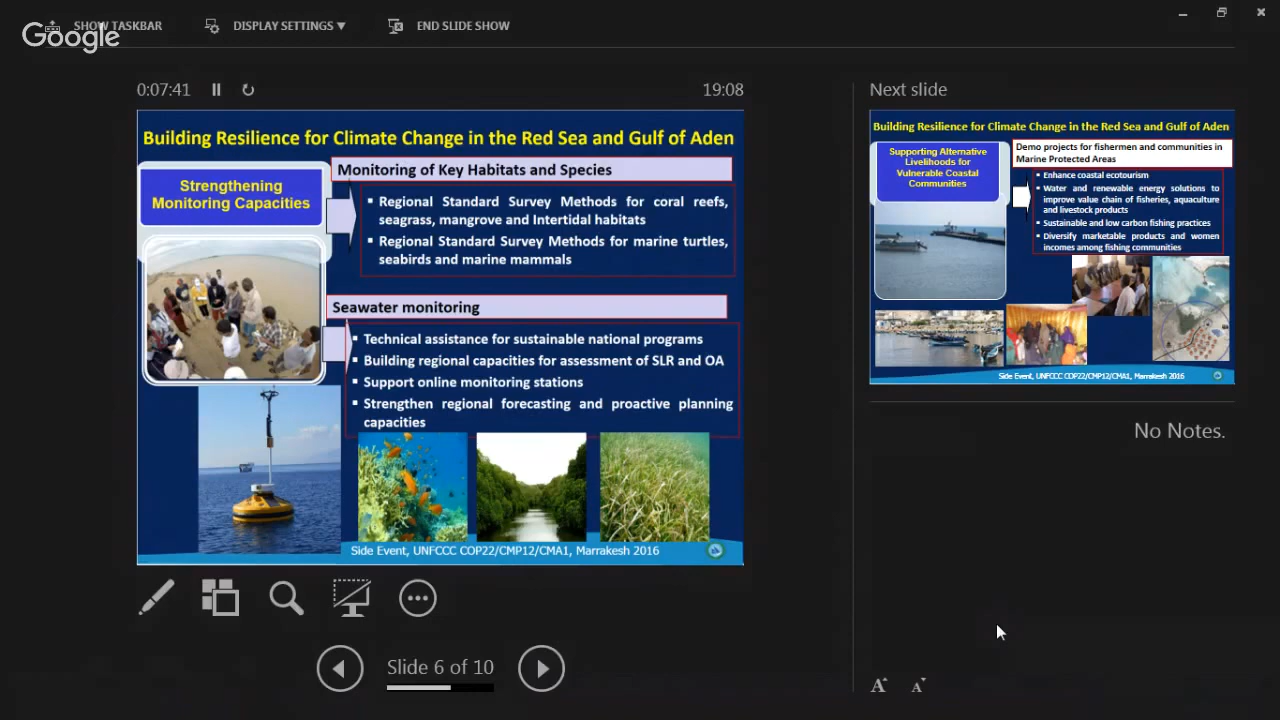 SHOW TASKBAR
DISPLAY SETTINGS ▼
END SLIDE SHOW
Google
0:07:41
19:08
Building Resilience for Climate Change in the Red Sea and Gulf of Aden
Strengthening
Monitoring Capacities
Monitoring of Key Habitats and Species
▪ Regional Standard Survey Methods for coral reefs,
seagrass, mangrove and Intertidal habitats
▪ Regional Standard Survey Methods for marine turtles,
seabirds and marine mammals
Seawater monitoring
▪ Technical assistance for sustainable national programs
▪ Building regional capacities for assessment of SLR and OA
▪ Support online monitoring stations
▪ Strengthen regional forecasting and proactive planning
capacities
Side Event, UNFCCC COP22/CMP12/CMA1, Marrakesh 2016
Slide 6 of 10
Next slide
Building Resilience for Climate Change in the Red Sea and Gulf of Aden
Supporting Alternative
Livelihoods for
Vulnerable Coastal
Communities
Demo projects for fishermen and communities in
Marine Protected Areas
▪ Enhance coastal ecotourism
▪ Water and renewable energy solutions to
improve value chain of fisheries, aquaculture
and livestock products
▪ Sustainable and low carbon fishing practices
▪ Diversify marketable products and women
incomes among fishing communities
Side Event, UNFCCC COP22/CMP12/CMA1, Marrakesh 2016
No Notes.
A A